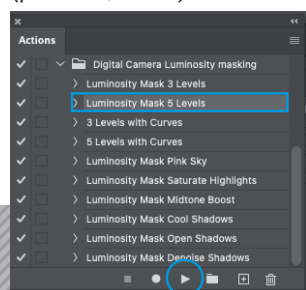 Actions
Digital Camera Luminosity masking
Luminosity Mask 3 Levels
Luminosity Mask 5 Levels
3 Levels with Curves
5 Levels with Curves
Luminosity Mask Pink Sky
Luminosity Mask Saturate Highlights
Luminosity Mask Midtone Boost
Luminosity Mask Cool Shadows
Luminosity Mask Open Shadows
Luminosity Mask Denoise Shadows